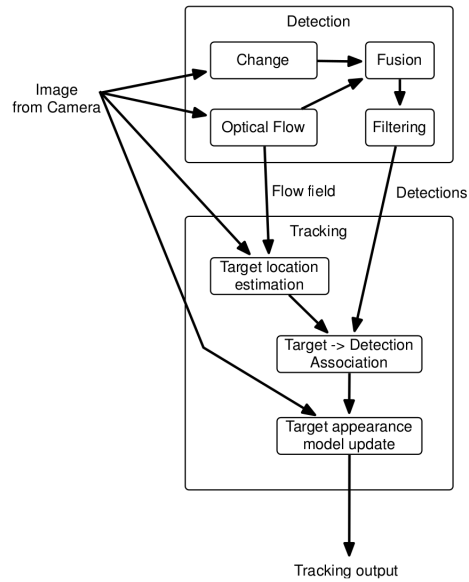 Detection
Change
Fusion
Image
from Camera
Optical Flow
Filtering
Flow field
Detections
Tracking
Target location
estimation
Target -> Detection
Association
Target appearance
model update
Tracking output